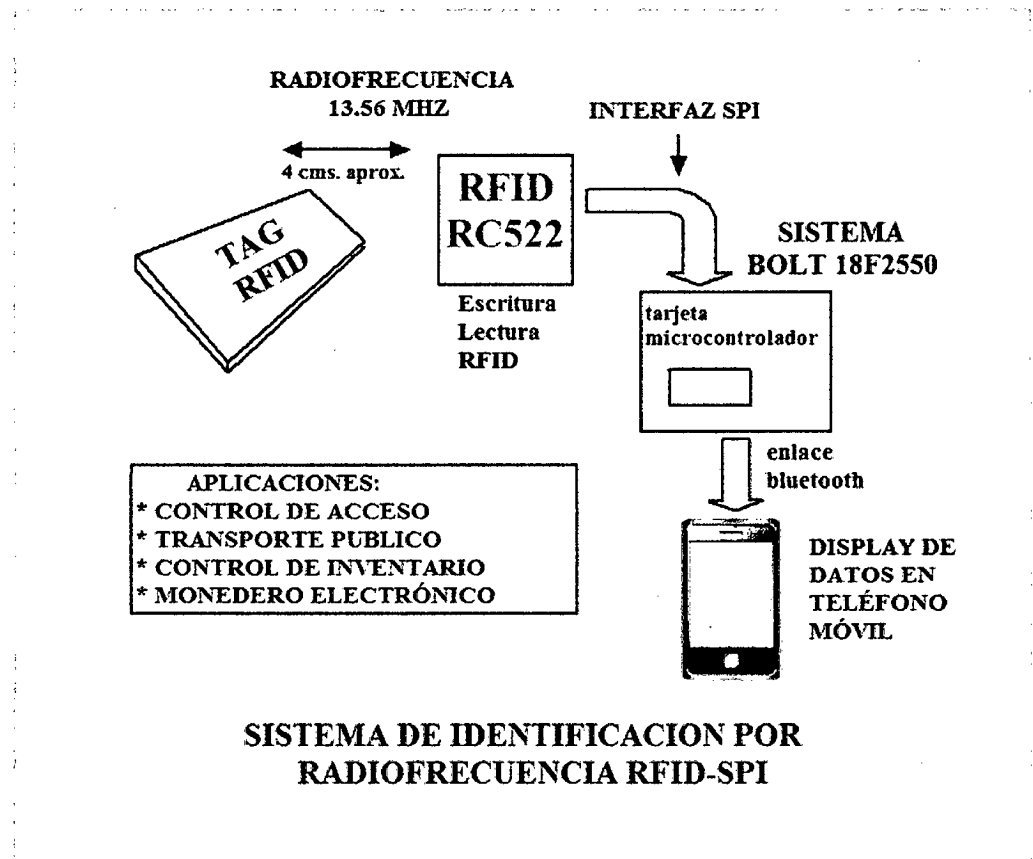 RADIOFRECUENCIA
13.56 MHZ
4 cms. aprox.
TAG
RFID
RFID
RC522
Escritura
Lectura
RFID
INTERFAZ SPI
SISTEMA
BOLT 18F2550
tarjeta
microcontrolador
enlace
bluetooth
APLICACIONES:
* CONTROL DE ACCESO
* TRANSPORTE PUBLICO
* CONTROL DE INVENTARIO
* MONEDERO ELECTRÓNICO
DISPLAY DE
DATOS EN
TELÉFONO
MÓVIL
SISTEMA DE IDENTIFICACION POR
RADIOFRECUENCIA RFID-SPI